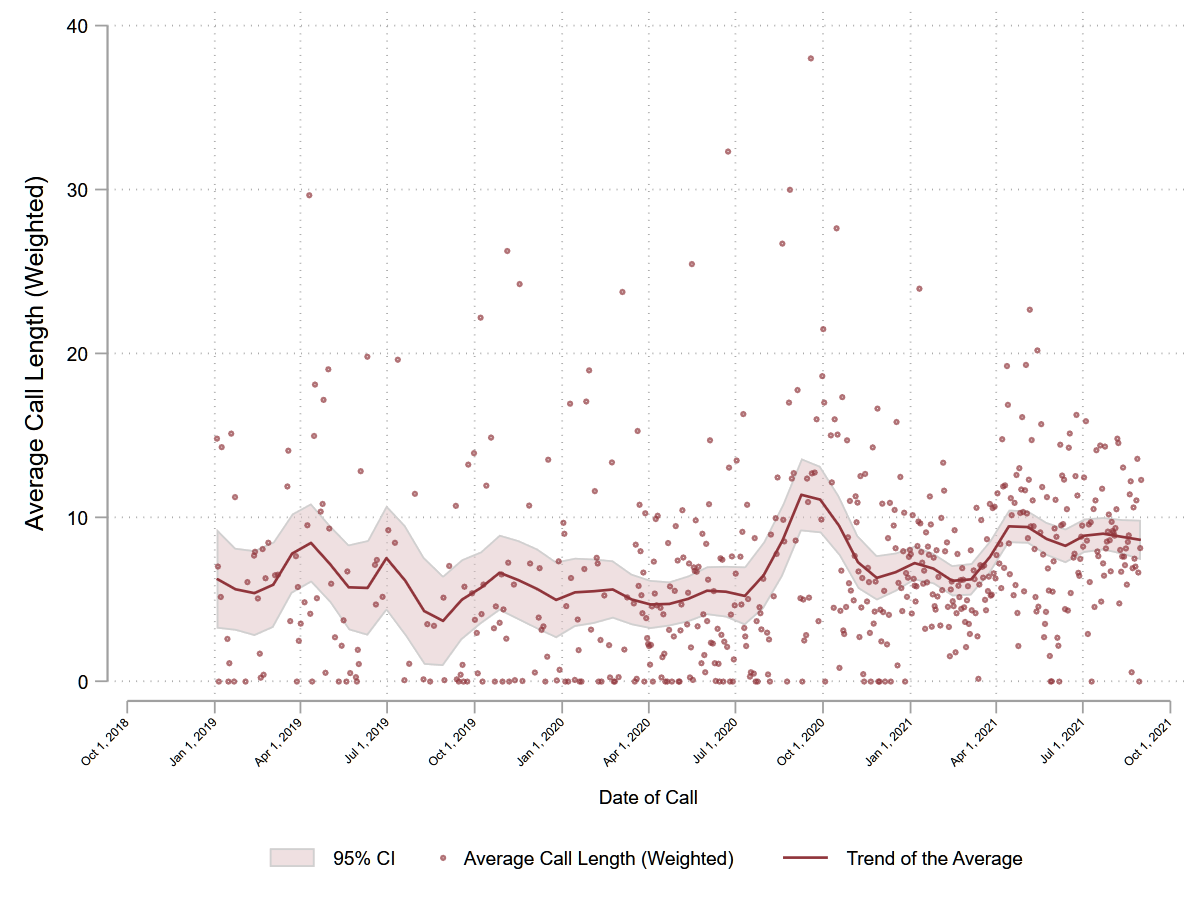 Average Call Length (Weighted)
40
30
20
10
0
Oct 1, 2018
Jan 1, 2019
Apr 1, 2019
Jul 1, 2019
Oct 1, 2019
Jan 1, 2020
Apr 1, 2020
Jul 1, 2020
Oct 1, 2020
Jan 1, 2021
Apr 1, 2021
Jul 1, 2021
Oct 1, 2021
Date of Call
95% CI
Average Call Length (Weighted)
Trend of the Average